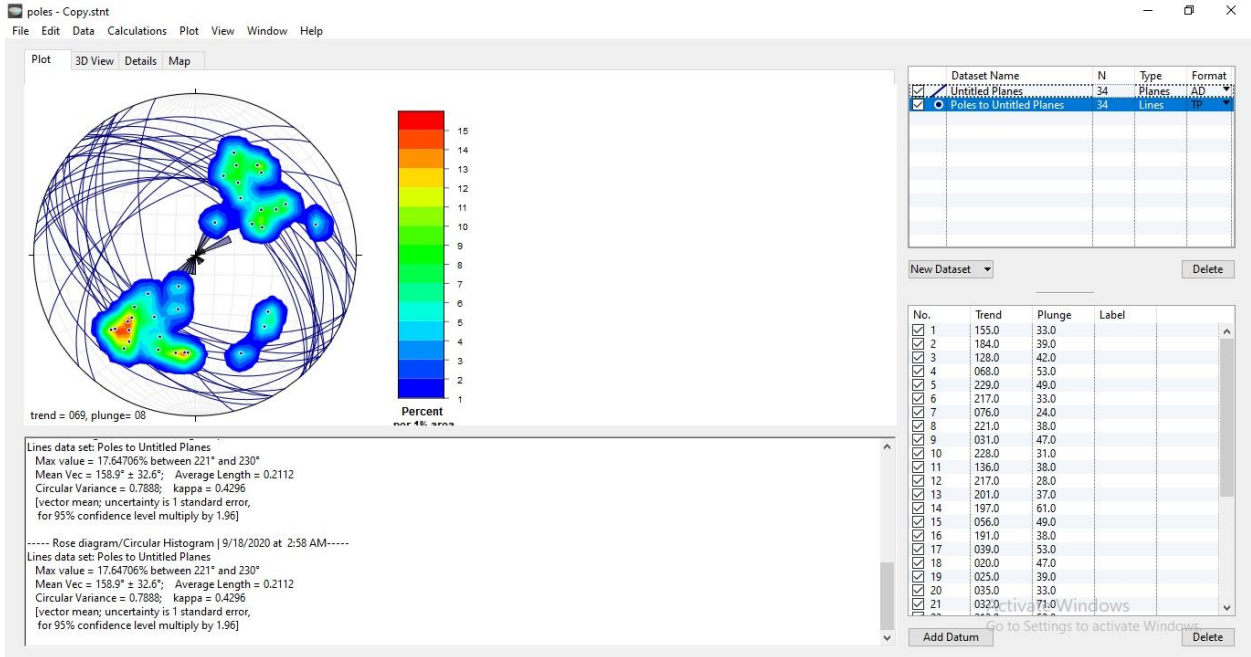 poles - Copy.stnt
File Edit Data Calculations Plot View Window Help
Plot 3D View Details Map
15
14
13
12
11
10
9
8
7
6
5
4
3
2
1
Percent
per 1% area
trend = 069, plunge= 08
Lines data set: Poles to Untitled Planes
Max value = 17.64706% between 221° and 230°
Mean Vec = 158.9° ± 32.6°; Average Length = 0.2112
Circular Variance = 0.7888; kappa = 0.4296
[vector mean; uncertainty is 1 standard error,
for 95% confidence level multiply by 1.96]
----- Rose diagram/Circular Histogram | 9/18/2020 at 2:58 AM-----
Lines data set: Poles to Untitled Planes
Max value = 17.64706% between 221° and 230°
Mean Vec = 158.9° ± 32.6°; Average Length = 0.2112
Circular Variance = 0.7888; kappa = 0.4296
[vector mean; uncertainty is 1 standard error,
for 95% confidence level multiply by 1.96]
Dataset Name N Type Format
Untitled Planes 34 Planes AD
Poles to Untitled Planes 34 Lines TP
New Dataset Delete
No. Trend Plunge Label
1 155.0 33.0
2 184.0 39.0
3 128.0 42.0
4 068.0 53.0
5 229.0 49.0
6 217.0 33.0
7 076.0 24.0
8 221.0 38.0
9 031.0 47.0
10 228.0 31.0
11 136.0 38.0
12 217.0 28.0
13 201.0 37.0
14 197.0 61.0
15 056.0 49.0
16 191.0 38.0
17 039.0 53.0
18 020.0 47.0
19 025.0 39.0
20 035.0 33.0
21 032.0 71.0
Activate Windows
Go to Settings to activate Windows.
Add Datum Delete